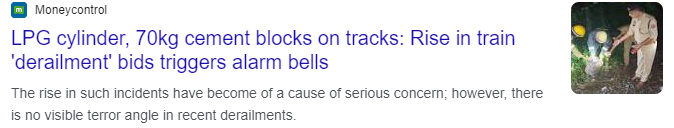 Moneycontrol
LPG cylinder, 70kg cement blocks on tracks: Rise in train
'derailment' bids triggers alarm bells
The rise in such incidents have become of a cause of serious concern; however, there
is no visible terror angle in recent derailments.